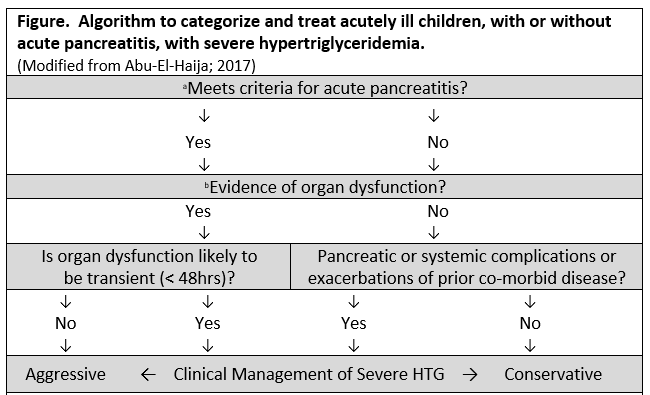 Figure.  Algorithm to categorize and treat acutely ill children, with or without
acute pancreatitis, with severe hypertriglyceridemia.
(Modified from Abu-El-Haija; 2017)
ᵃMeets criteria for acute pancreatitis?
↓ ↓
Yes No
↓ ↓
ᵇEvidence of organ dysfunction?
Yes No
↓ ↓
Is organ dysfunction likely to Pancreatic or systemic complications or
be transient (< 48hrs)? exacerbations of prior co-morbid disease?
↓ ↓ ↓ ↓
No Yes Yes No
↓ ↓ ↓ ↓
Aggressive ← Clinical Management of Severe HTG → Conservative